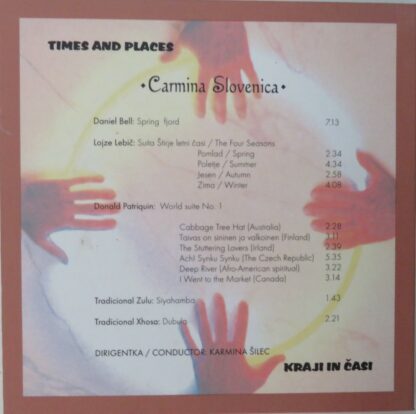 TIMES AND PLACES
• Carmina Slovenica •
Daniel Bell: Spring fjord 7.13
Lojze Lebič: Suita Štirje letni časi / The Four Seasons
Pomlad / Spring 2.34
Poletje / Summer 4.34
Jesen / Autumn 2.58
Zima / Winter 4.08
Donald Patriquin: World suite No. 1
Cabbage Tree Hat (Australia) 2.28
Taivas on sininen ja valkoinen (Finland) 3.11
The Stuttering Lovers (Irland) 2.39
Ach! Synku Synku (The Czech Republic) 5.35
Deep River (Afro-American spiritual) 3.22
I Went to the Market (Canada) 3.14
Tradicional Zulu: Siyahamba 1.43
Tradicional Xhosa: Dubula 2.21
DIRIGENTKA / CONDUCTOR: KARMINA ŠILEC
KRAJI IN ČASI